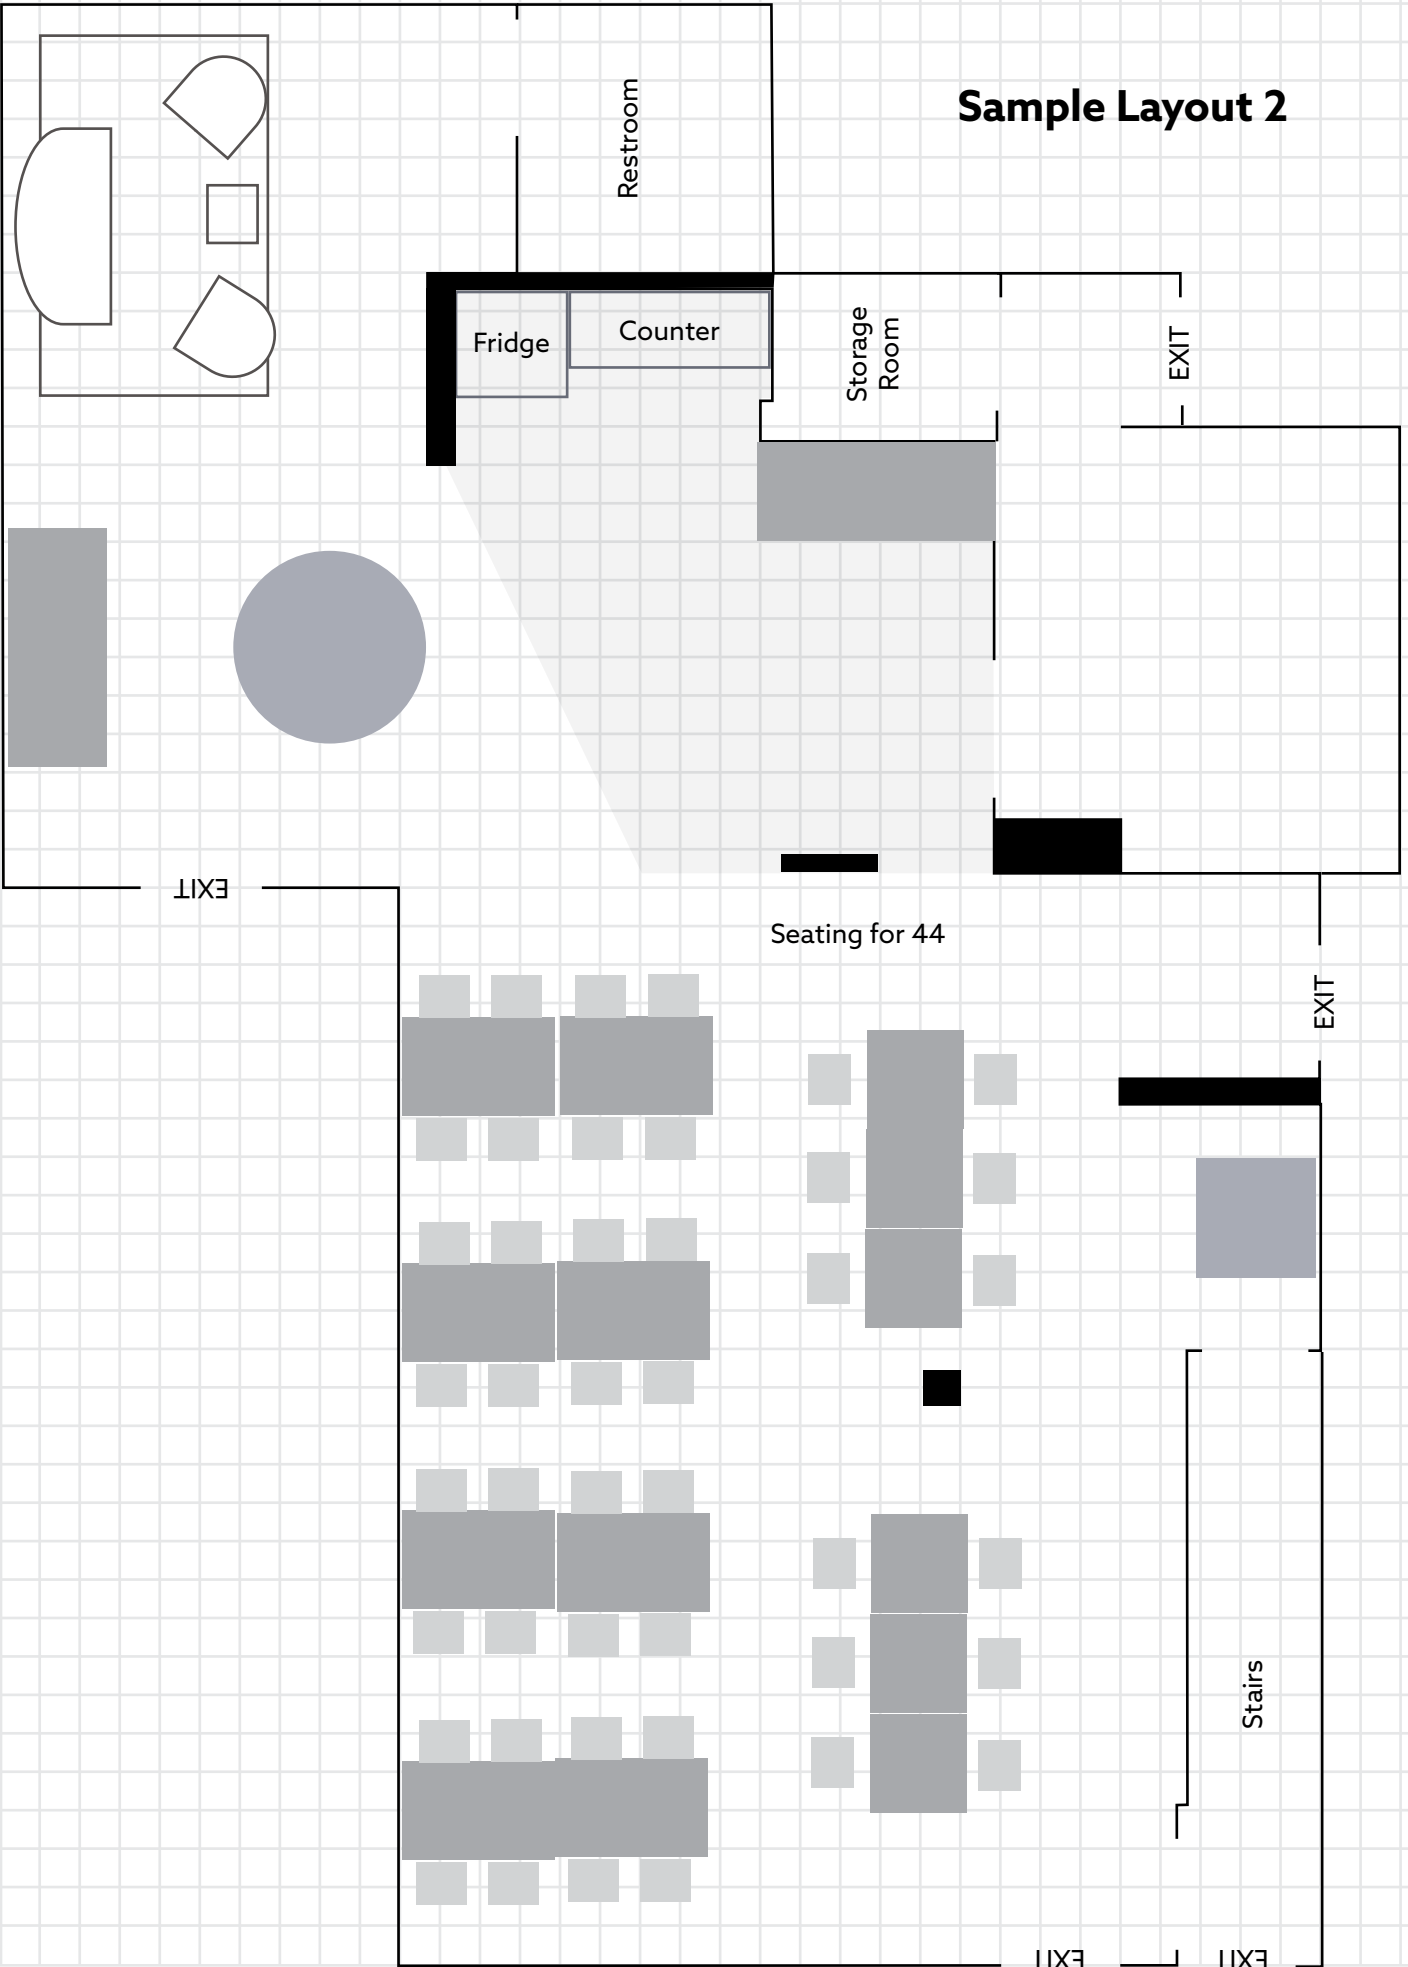 Sample Layout 2
Restroom
Fridge
Counter
Storage
Room
EXIT
EXIT
Seating for 44
EXIT
Stairs
EXIT
EXIT